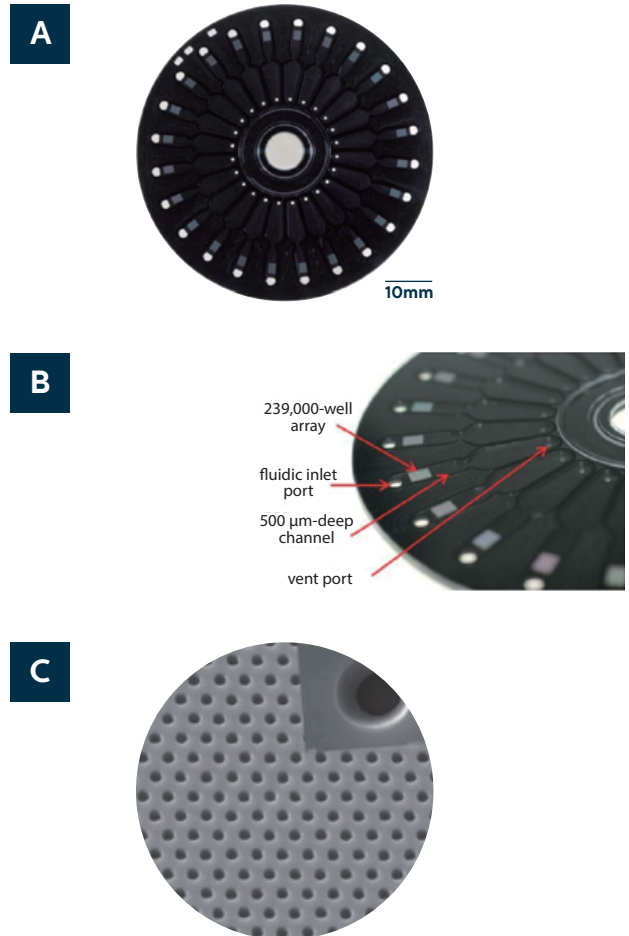 A
10mm
B
239,000-well
array
fluidic inlet
port
500 μm-deep
channel
vent port
C